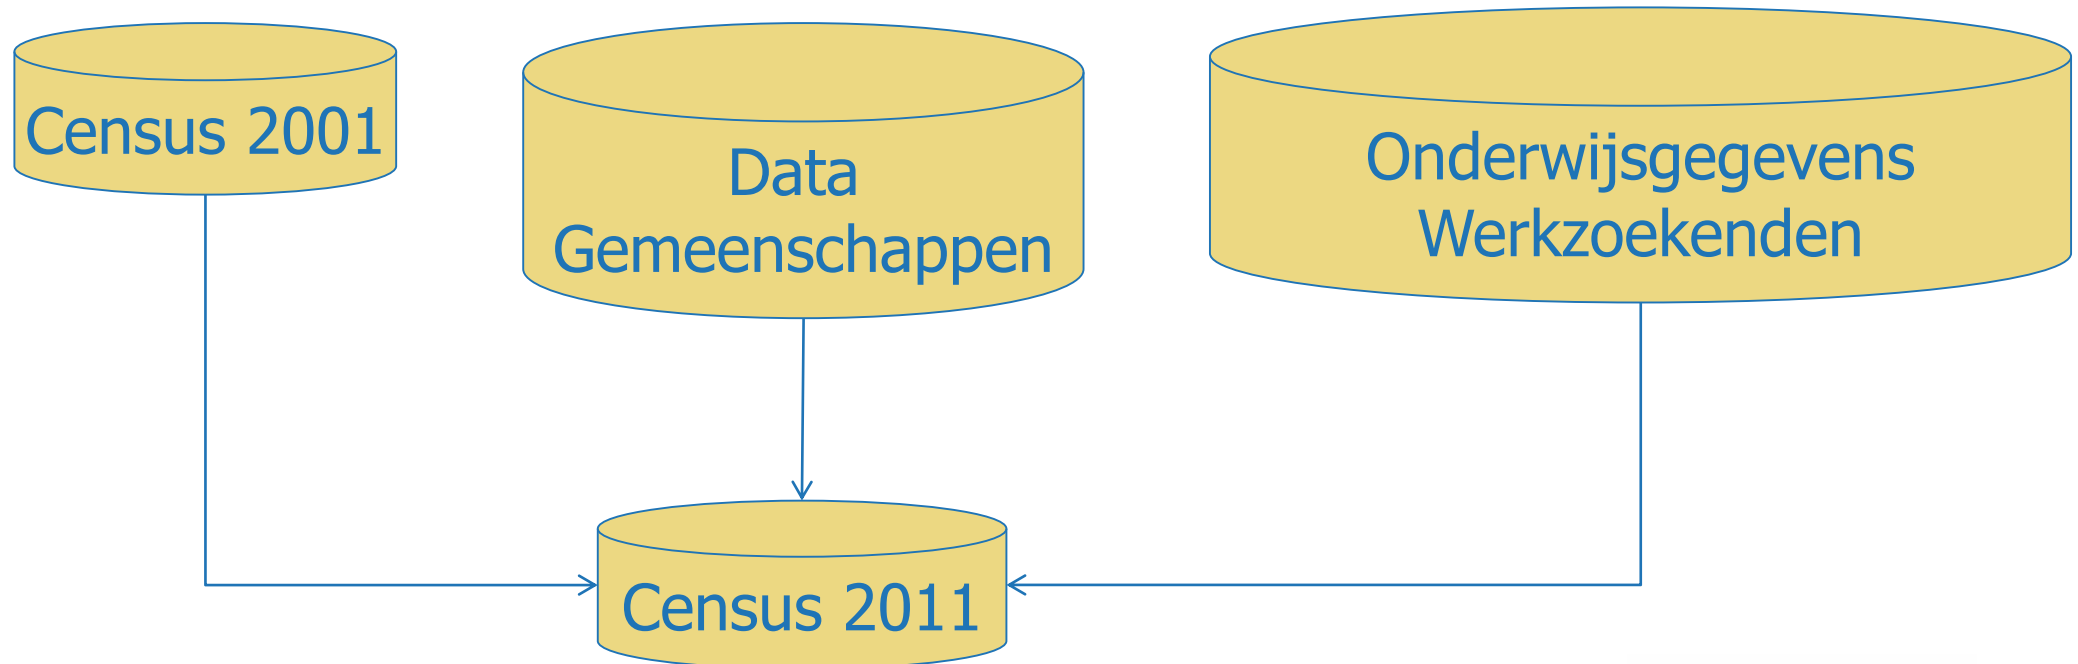 Census 2001
Data
Gemeenschappen
Onderwijsgegevens
Werkzoekenden
Census 2011